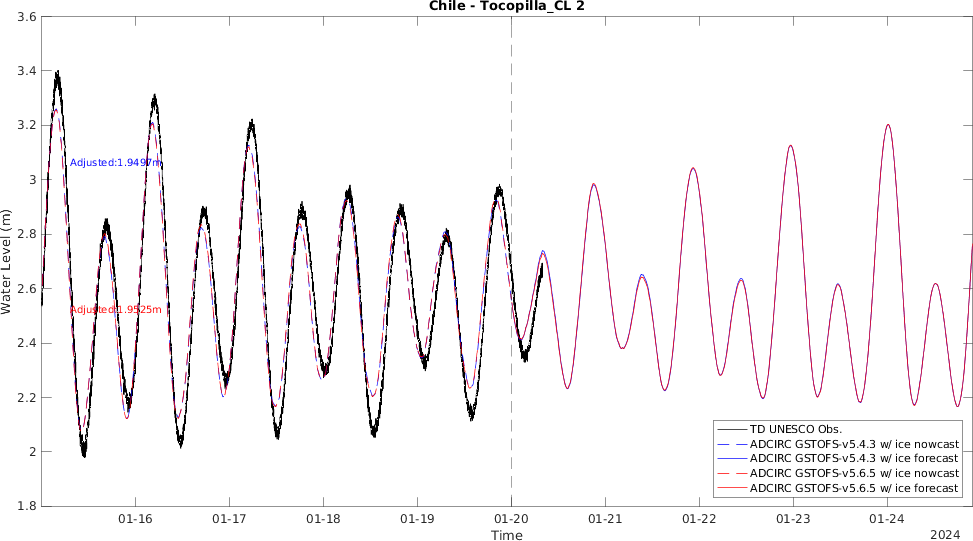 Chile - Tocopilla_CL 2
3.6
3.4
3.2
3
2.8
2.6
2.4
2.2
2
1.8
Water Level (m)
Adjusted:1.9497m
Adjusted:1.9525m
TD UNESCO Obs.
ADCIRC GSTOFS-v5.4.3 w/ ice nowcast
ADCIRC GSTOFS-v5.4.3 w/ ice forecast
ADCIRC GSTOFS-v5.6.5 w/ ice nowcast
ADCIRC GSTOFS-v5.6.5 w/ ice forecast
01-16 01-17 01-18 01-19 01-20 01-21 01-22 01-23 01-24
Time
2024